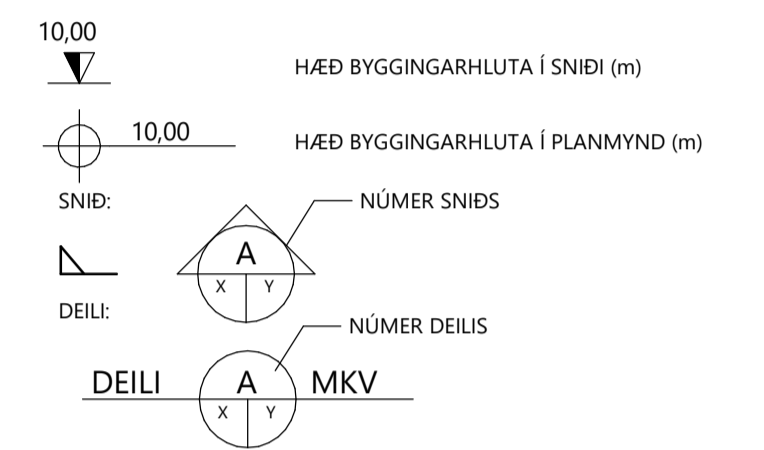 10,00
HÆÐ BYGGINGARHLUTA Í SNIÐI (m)
10,00
HÆÐ BYGGINGARHLUTA Í PLANMYND (m)
SNIÐ:
NÚMER SNIÐS
A
X Y
DEILI:
NÚMER DEILIS
DEILI A MKV
X Y